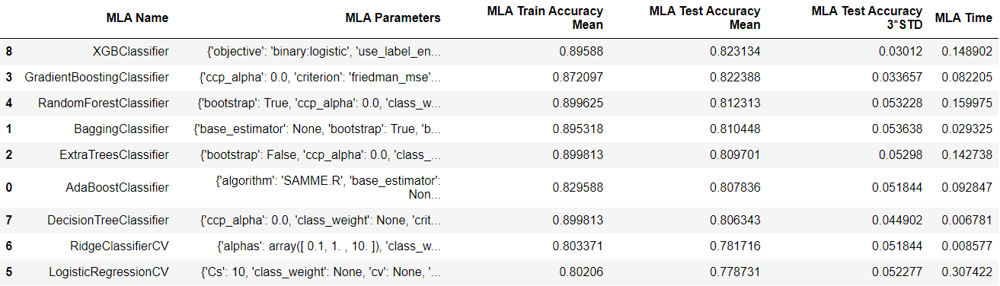 MLA Name MLA Parameters MLA Train Accuracy Mean MLA Test Accuracy Mean MLA Test Accuracy 3*STD MLA Time
8 XGBClassifier {'objective': 'binary:logistic', 'use_label_en... 0.89588 0.823134 0.03012 0.148902
3 GradientBoostingClassifier {'ccp_alpha': 0.0, 'criterion': 'friedman_mse'... 0.872097 0.822388 0.033657 0.082205
4 RandomForestClassifier {'bootstrap': True, 'ccp_alpha': 0.0, 'class_w... 0.899625 0.812313 0.053228 0.159975
1 BaggingClassifier {'base_estimator': None, 'bootstrap': True, 'b... 0.895318 0.810448 0.053638 0.029325
2 ExtraTreesClassifier {'bootstrap': False, 'ccp_alpha': 0.0, 'class_... 0.899813 0.809701 0.05298 0.142738
0 AdaBoostClassifier {'algorithm': 'SAMME.R', 'base_estimator': Non... 0.829588 0.807836 0.051844 0.092847
7 DecisionTreeClassifier {'ccp_alpha': 0.0, 'class_weight': None, 'crit... 0.899813 0.806343 0.044902 0.006781
6 RidgeClassifierCV {'alphas': array([ 0.1, 1. , 10. ]), 'class_w... 0.803371 0.781716 0.051844 0.008577
5 LogisticRegressionCV {'Cs': 10, 'class_weight': None, 'cv': None, '... 0.80206 0.778731 0.052277 0.307422